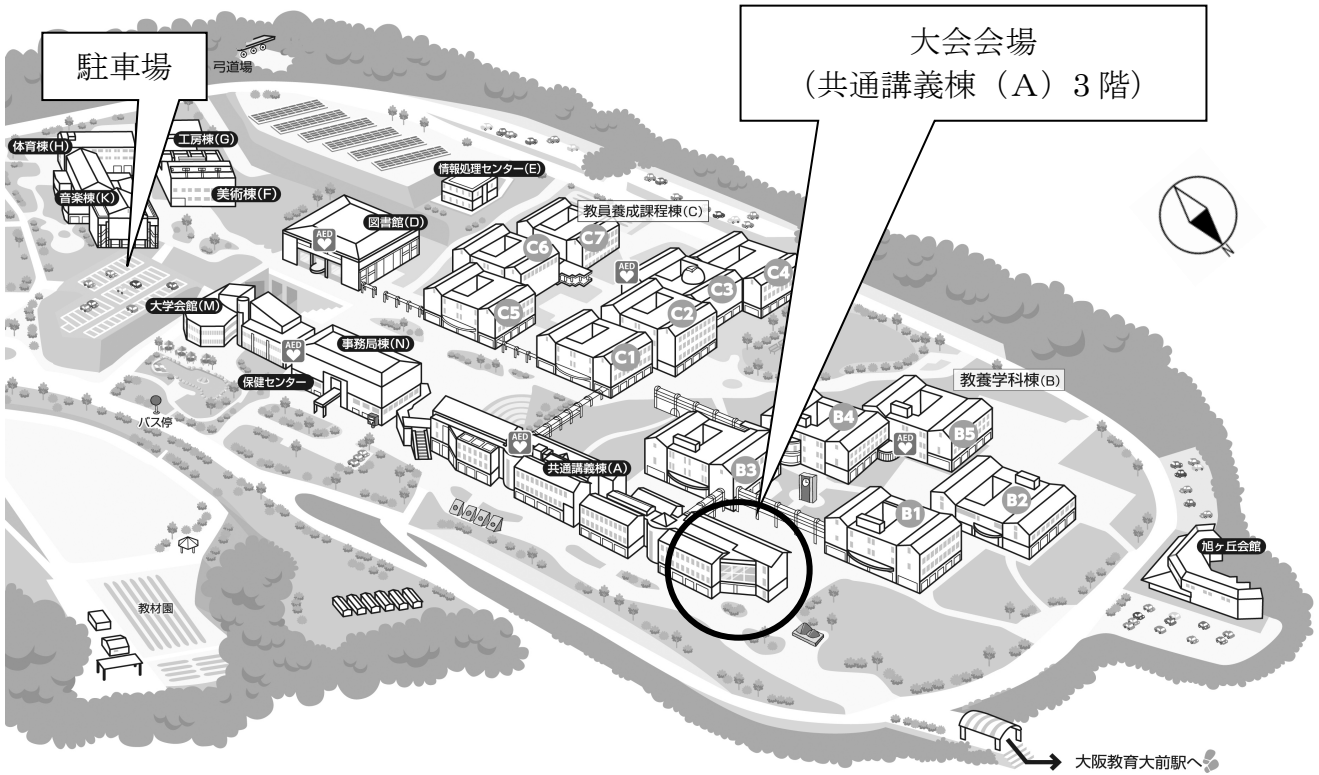 大会会場
（共通講義棟（A）3 階）
駐車場
弓道場
体育棟(H)
工房棟(G)
音楽棟(K)
美術棟(F)
情報処理センター(E)
図書館(D)
AED
教員養成課程棟(C)
C6
C7
AED
C5
C3
C4
C2
C1
大学会館(M)
事務局棟(N)
AED
保健センター
バス停
教養学科棟(B)
B4
B5
AED
B3
AED
共通講義棟(A)
B1
B2
旭ヶ丘会館
教材園
大阪教育大前駅へ